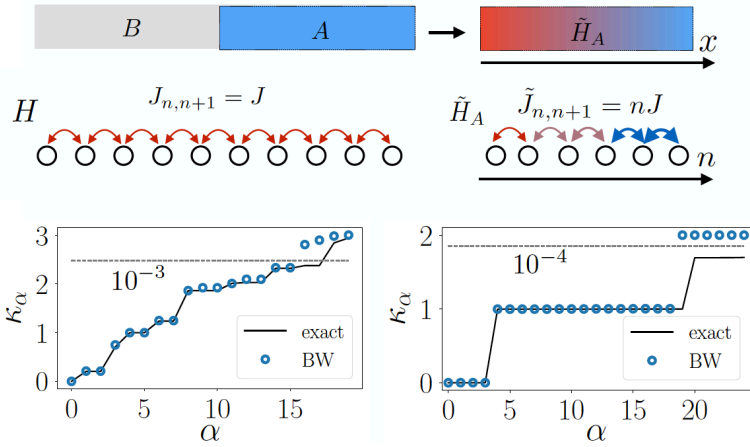 B
A
H̃_A
x
H
J_{n,n+1} = J
H̃_A
J̃_{n,n+1} = nJ
n
3
2
1
0
κ_α
10^{-3}
exact
BW
0
5
10
15
α
2
1
0
κ_α
10^{-4}
exact
BW
0
5
10
15
20
α